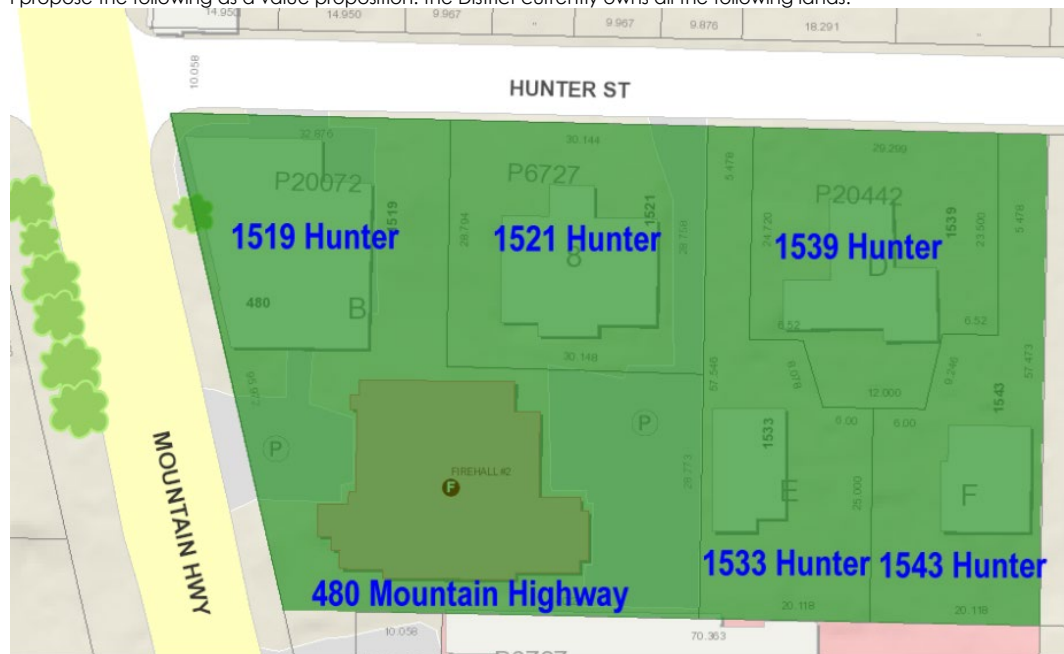 I propose the following as a value proposition: the District currently owns all the following lands:
14.950 14.950 9.967 " 9.967 9.876 18.291 "
10.058
HUNTER ST
32.876 30.144 29.299
5.478
P20072 P6727 P20442
1519 1521 1539
28.704 28.758 24.720 23.500 5.478
1519 Hunter 1521 Hunter 1539 Hunter
8 D
480 B
6.52 6.52
30.148
57.546 57.473
12.000
1543
6.00 6.00
P P
1533
FIREHALL #2
F
28.773 25.000
E F
MOUNTAIN HWY
1533 Hunter 1543 Hunter
480 Mountain Highway
20.118 20.118
10.058 70.363